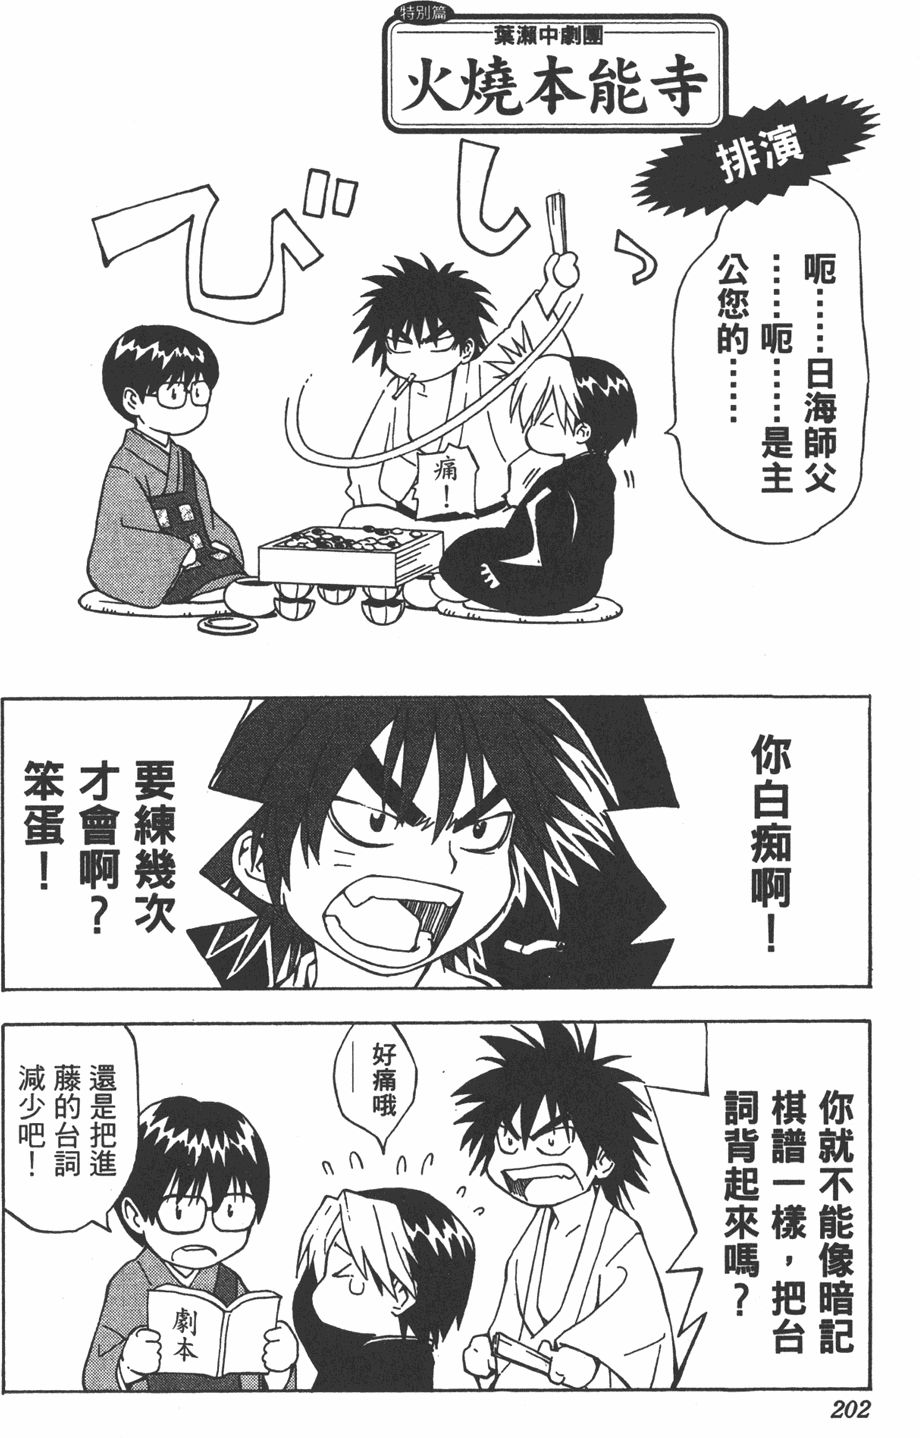 特別篇
葉瀨中劇團
火燒本能寺
排演
びしっ
呃……日海師父
……呃……是主
公您的……
痛！
你白痴啊！
要練幾次
才會啊？
笨蛋！
你就不能像暗記
棋譜一樣，把台
詞背起來嗎？
好痛哦
｜
還是把進
藤的台詞
減少吧！
劇本
202